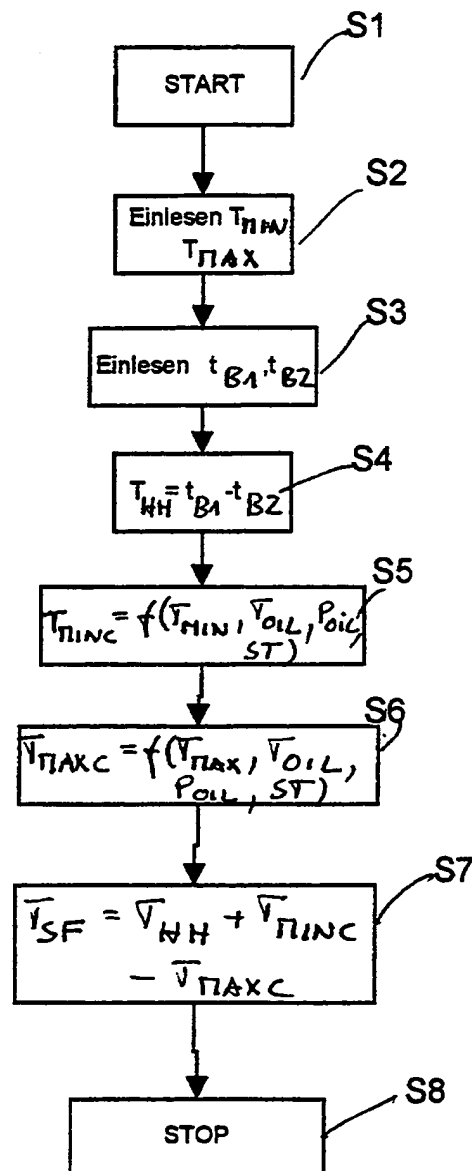 S1
START
S2
Einlesen T_MIN
T_MAX
S3
Einlesen t_B1, t_B2
S4
T_HH = t_B1 - t_B2
S5
T_MINC = f(T_MIN, T_OIL, P_OIL,
ST)
S6
T_MAXC = f(T_MAX, T_OIL,
P_OIL, ST)
S7
T_SF = T_HH + T_MINC
- T_MAXC
S8
STOP